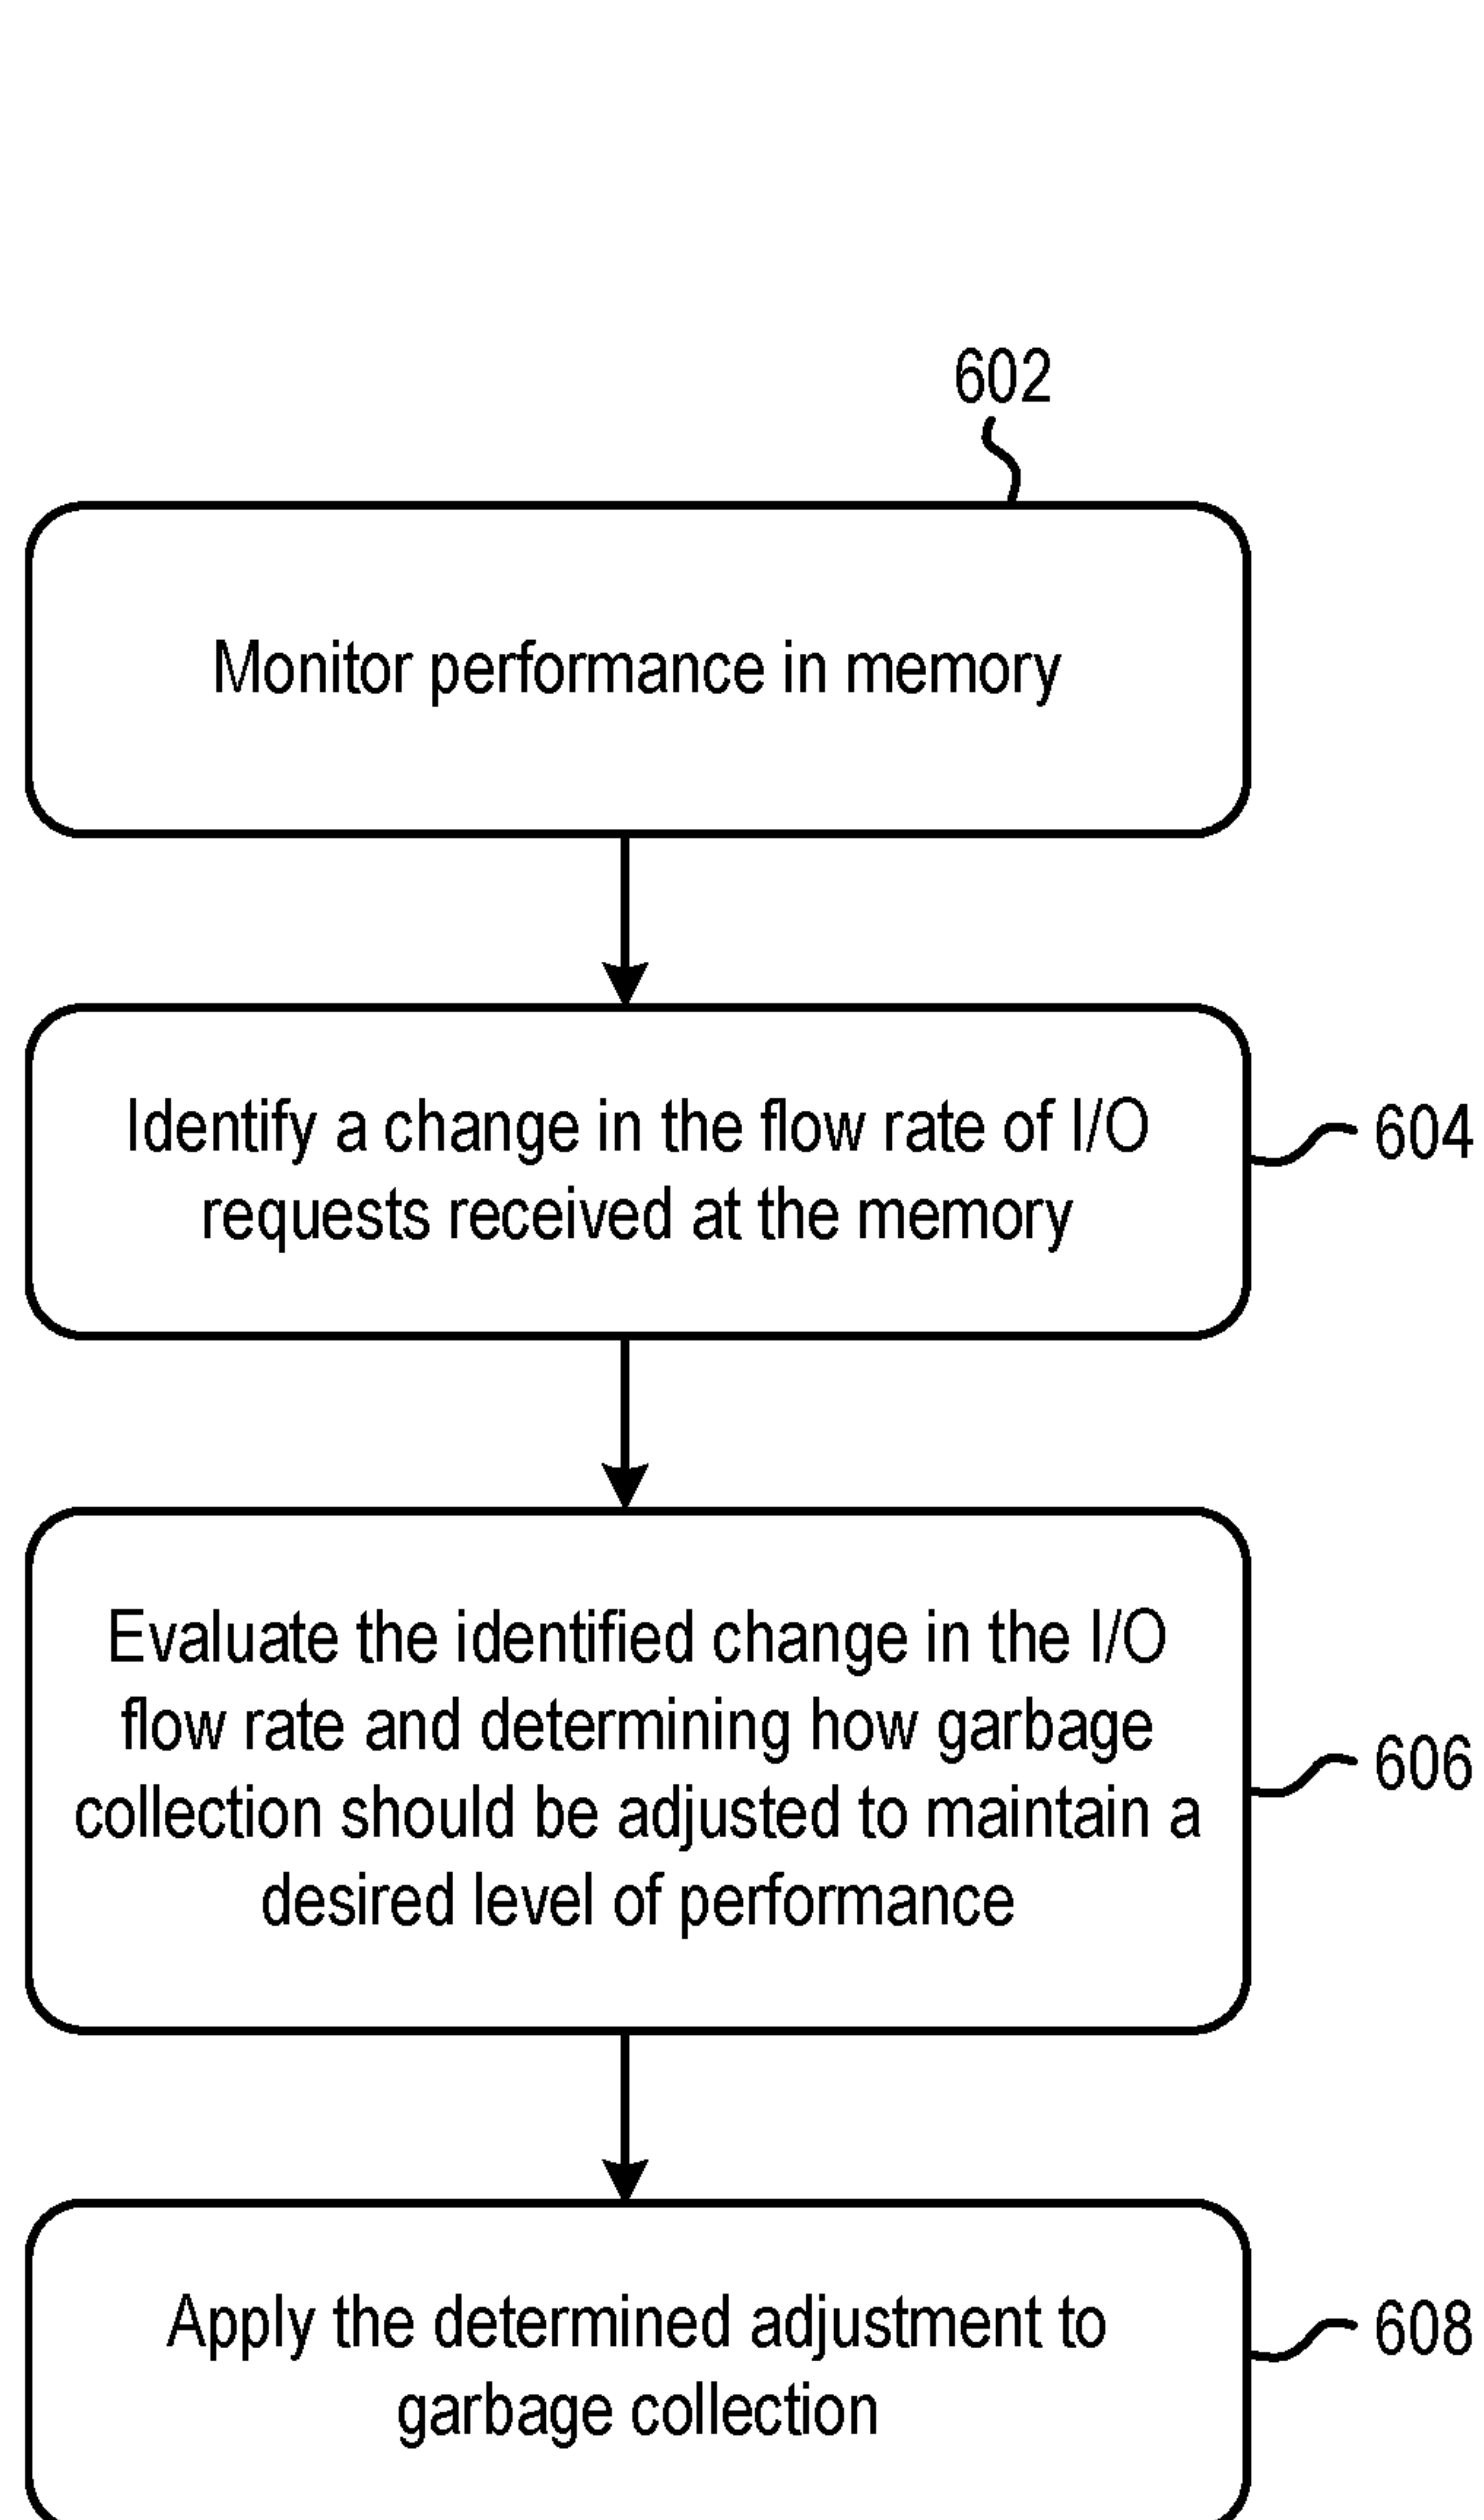 602
Monitor performance in memory
Identify a change in the flow rate of I/O
requests received at the memory
604
Evaluate the identified change in the I/O
flow rate and determining how garbage
collection should be adjusted to maintain a
desired level of performance
606
Apply the determined adjustment to
garbage collection
608